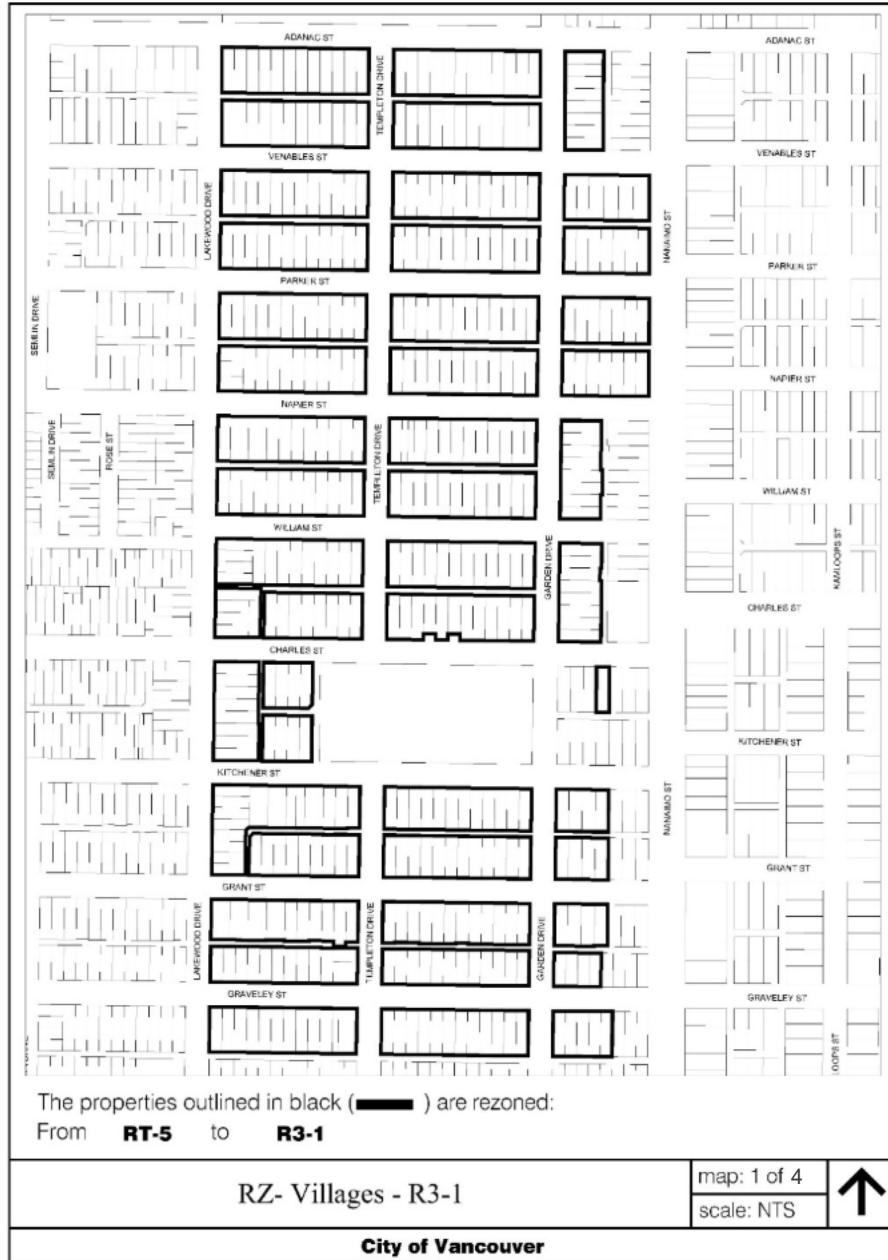 ADANAC ST
ADANAC ST
TEMPLETON DRIVE
VENABLES ST
VENABLES ST
LAKEWOOD DRIVE
NANAIMO ST
PARKER ST
PARKER ST
SEMLIN DRIVE
NAPIER ST
NAPIER ST
SEMLIN DRIVE
ROSE ST
TEMPLETON DRIVE
WILLIAM ST
WILLIAM ST
GARDEN DRIVE
KAMLOOPS ST
CHARLES ST
CHARLES ST
KITCHENER ST
KITCHENER ST
NANAIMO ST
GRANT ST
GRANT ST
LAKEWOOD DRIVE
TEMPLETON DRIVE
GARDEN DRIVE
GRAVELEY ST
GRAVELEY ST
LOOPS ST
The properties outlined in black ( ) are rezoned:
From RT-5 to R3-1
RZ- Villages - R3-1
map: 1 of 4
scale: NTS
City of Vancouver